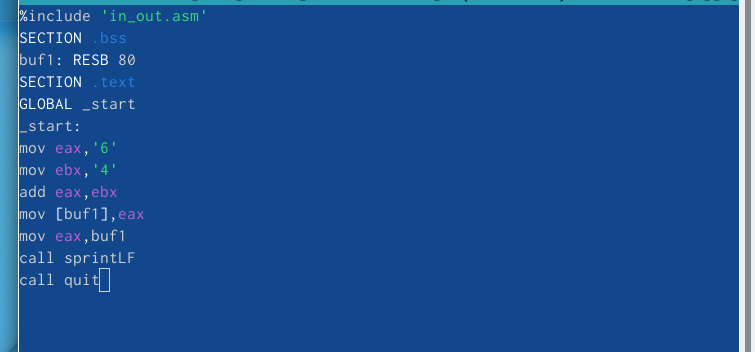 %include 'in_out.asm'
SECTION .bss
buf1: RESB 80
SECTION .text
GLOBAL _start
_start:
mov eax,'6'
mov ebx,'4'
add eax,ebx
mov [buf1],eax
mov eax,buf1
call sprintLF
call quit